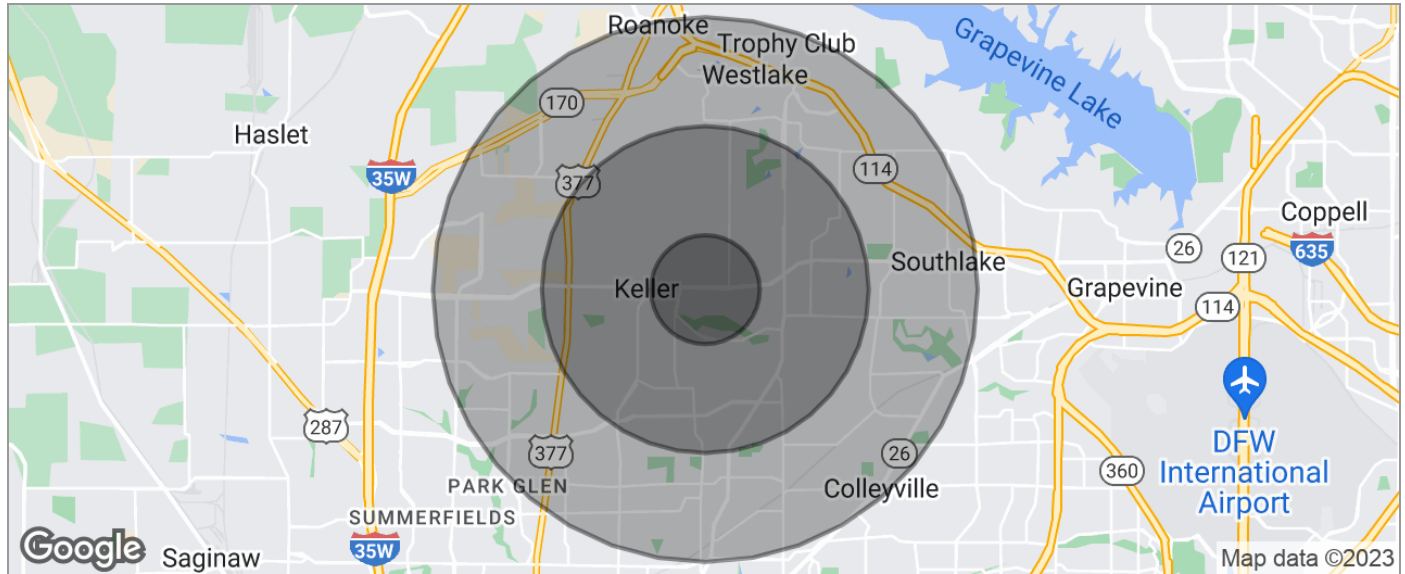 Roanoke
Trophy Club
Grapevine Lake
Westlake
170
Haslet
35W
377
114
Coppell
26
635
121
Southlake
Keller
Grapevine
114
287
377
26
DFW
International
Airport
360
PARK GLEN
Colleyville
SUMMERFIELDS
35W
Google
Saginaw
Map data ©2023